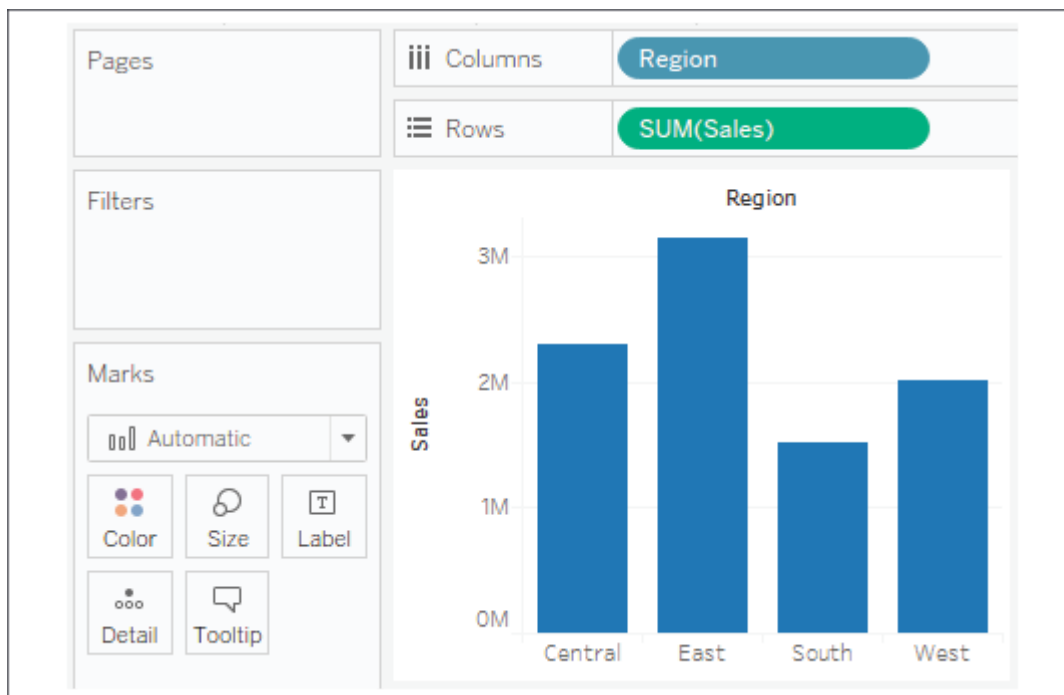 Pages
Columns
Region
Rows
SUM(Sales)
Filters
Marks
Automatic
Color
Size
T
Label
Detail
Tooltip
Region
Sales
3M
2M
1M
0M
Central
East
South
West